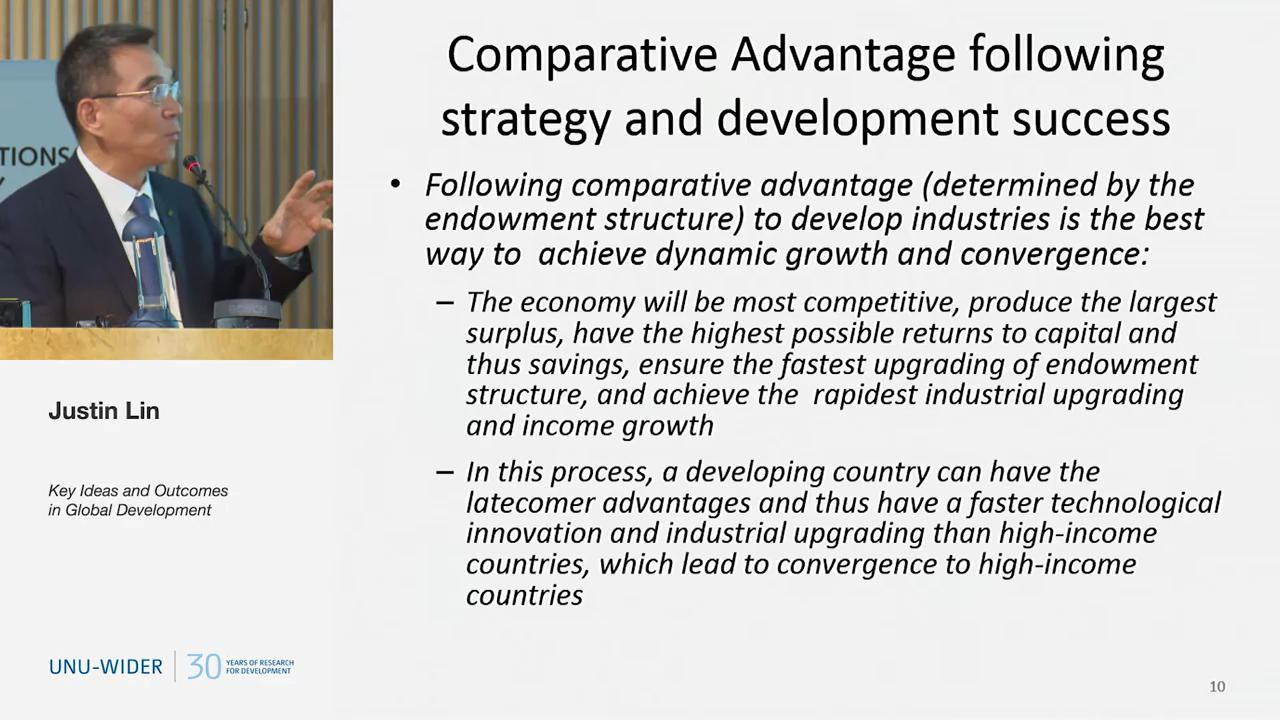 Comparative Advantage following
strategy and development success
• Following comparative advantage (determined by the
endowment structure) to develop industries is the best
way to achieve dynamic growth and convergence:
– The economy will be most competitive, produce the largest
surplus, have the highest possible returns to capital and
thus savings, ensure the fastest upgrading of endowment
structure, and achieve the rapidest industrial upgrading
and income growth
– In this process, a developing country can have the
latecomer advantages and thus have a faster technological
innovation and industrial upgrading than high-income
countries, which lead to convergence to high-income
countries
TIONS
Justin Lin
Key Ideas and Outcomes
in Global Development
UNU-WIDER
30 YEARS OF RESEARCH
FOR DEVELOPMENT
10